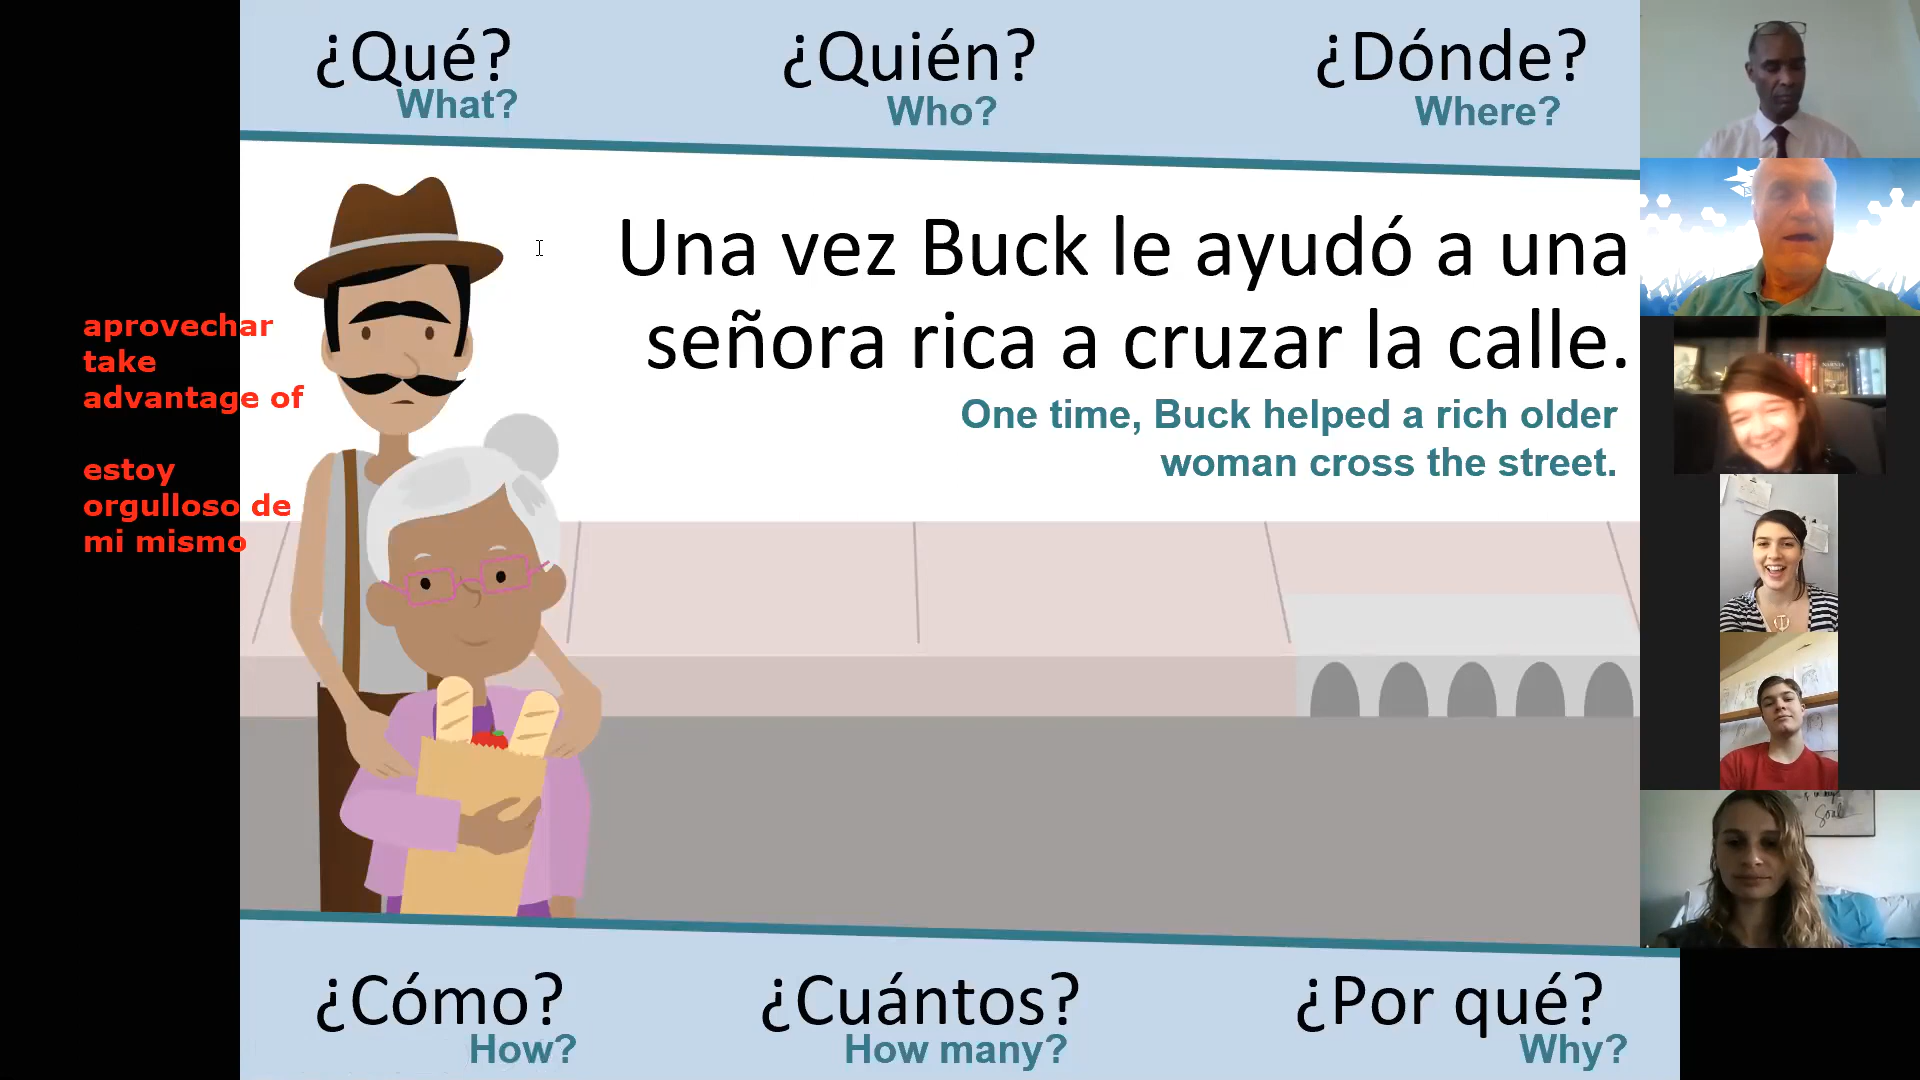 ¿Qué?
What?
¿Quién?
Who?
¿Dónde?
Where?
Una vez Buck le ayudó a una
señora rica a cruzar la calle.
One time, Buck helped a rich older
woman cross the street.
aprovechar
take
advantage of
estoy
orgulloso de
mi mismo
¿Cómo?
How?
¿Cuántos?
How many?
¿Por qué?
Why?